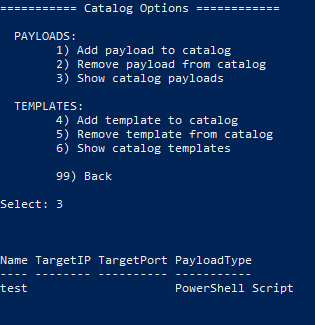 ============ Catalog Options ============
PAYLOADS:
1) Add payload to catalog
2) Remove payload from catalog
3) Show catalog payloads
TEMPLATES:
4) Add template to catalog
5) Remove template from catalog
6) Show catalog templates
99) Back
Select: 3
Name TargetIP TargetPort PayloadType
---- -------- ---------- -----------
test PowerShell Script